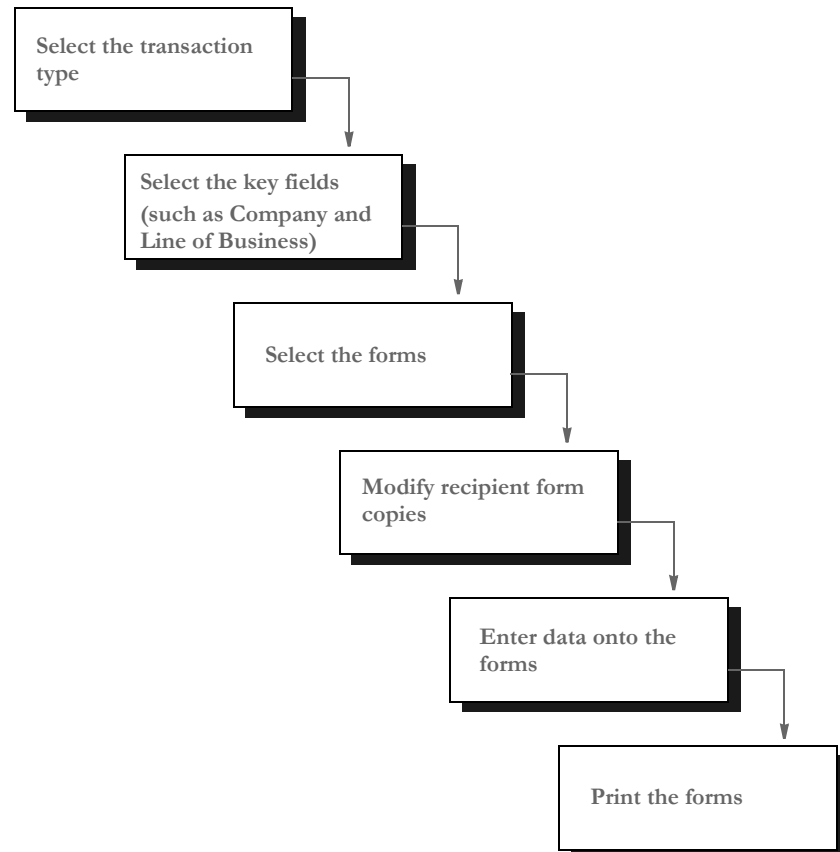 Select the transaction
type
Select the key fields
(such as Company and
Line of Business)
Select the forms
Modify recipient form
copies
Enter data onto the
forms
Print the forms